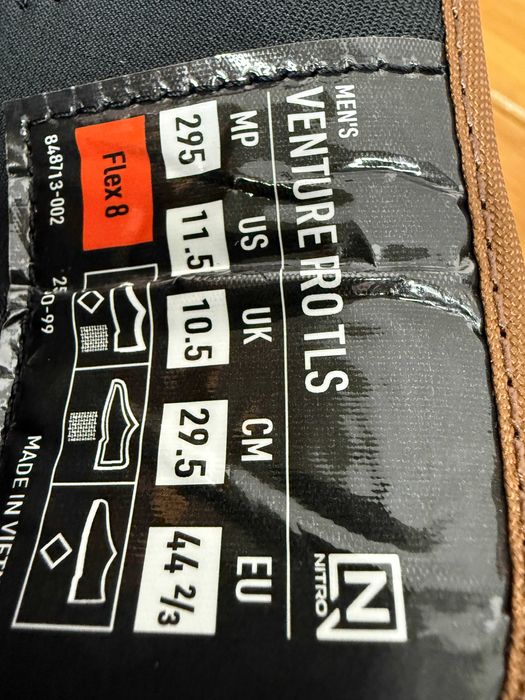 MEN'S
VENTURE PRO TLS
N
NITRO
MP US UK CM EU
295 11.5 10.5 29.5 44 2/3
Flex 8
848713-002
MADE IN